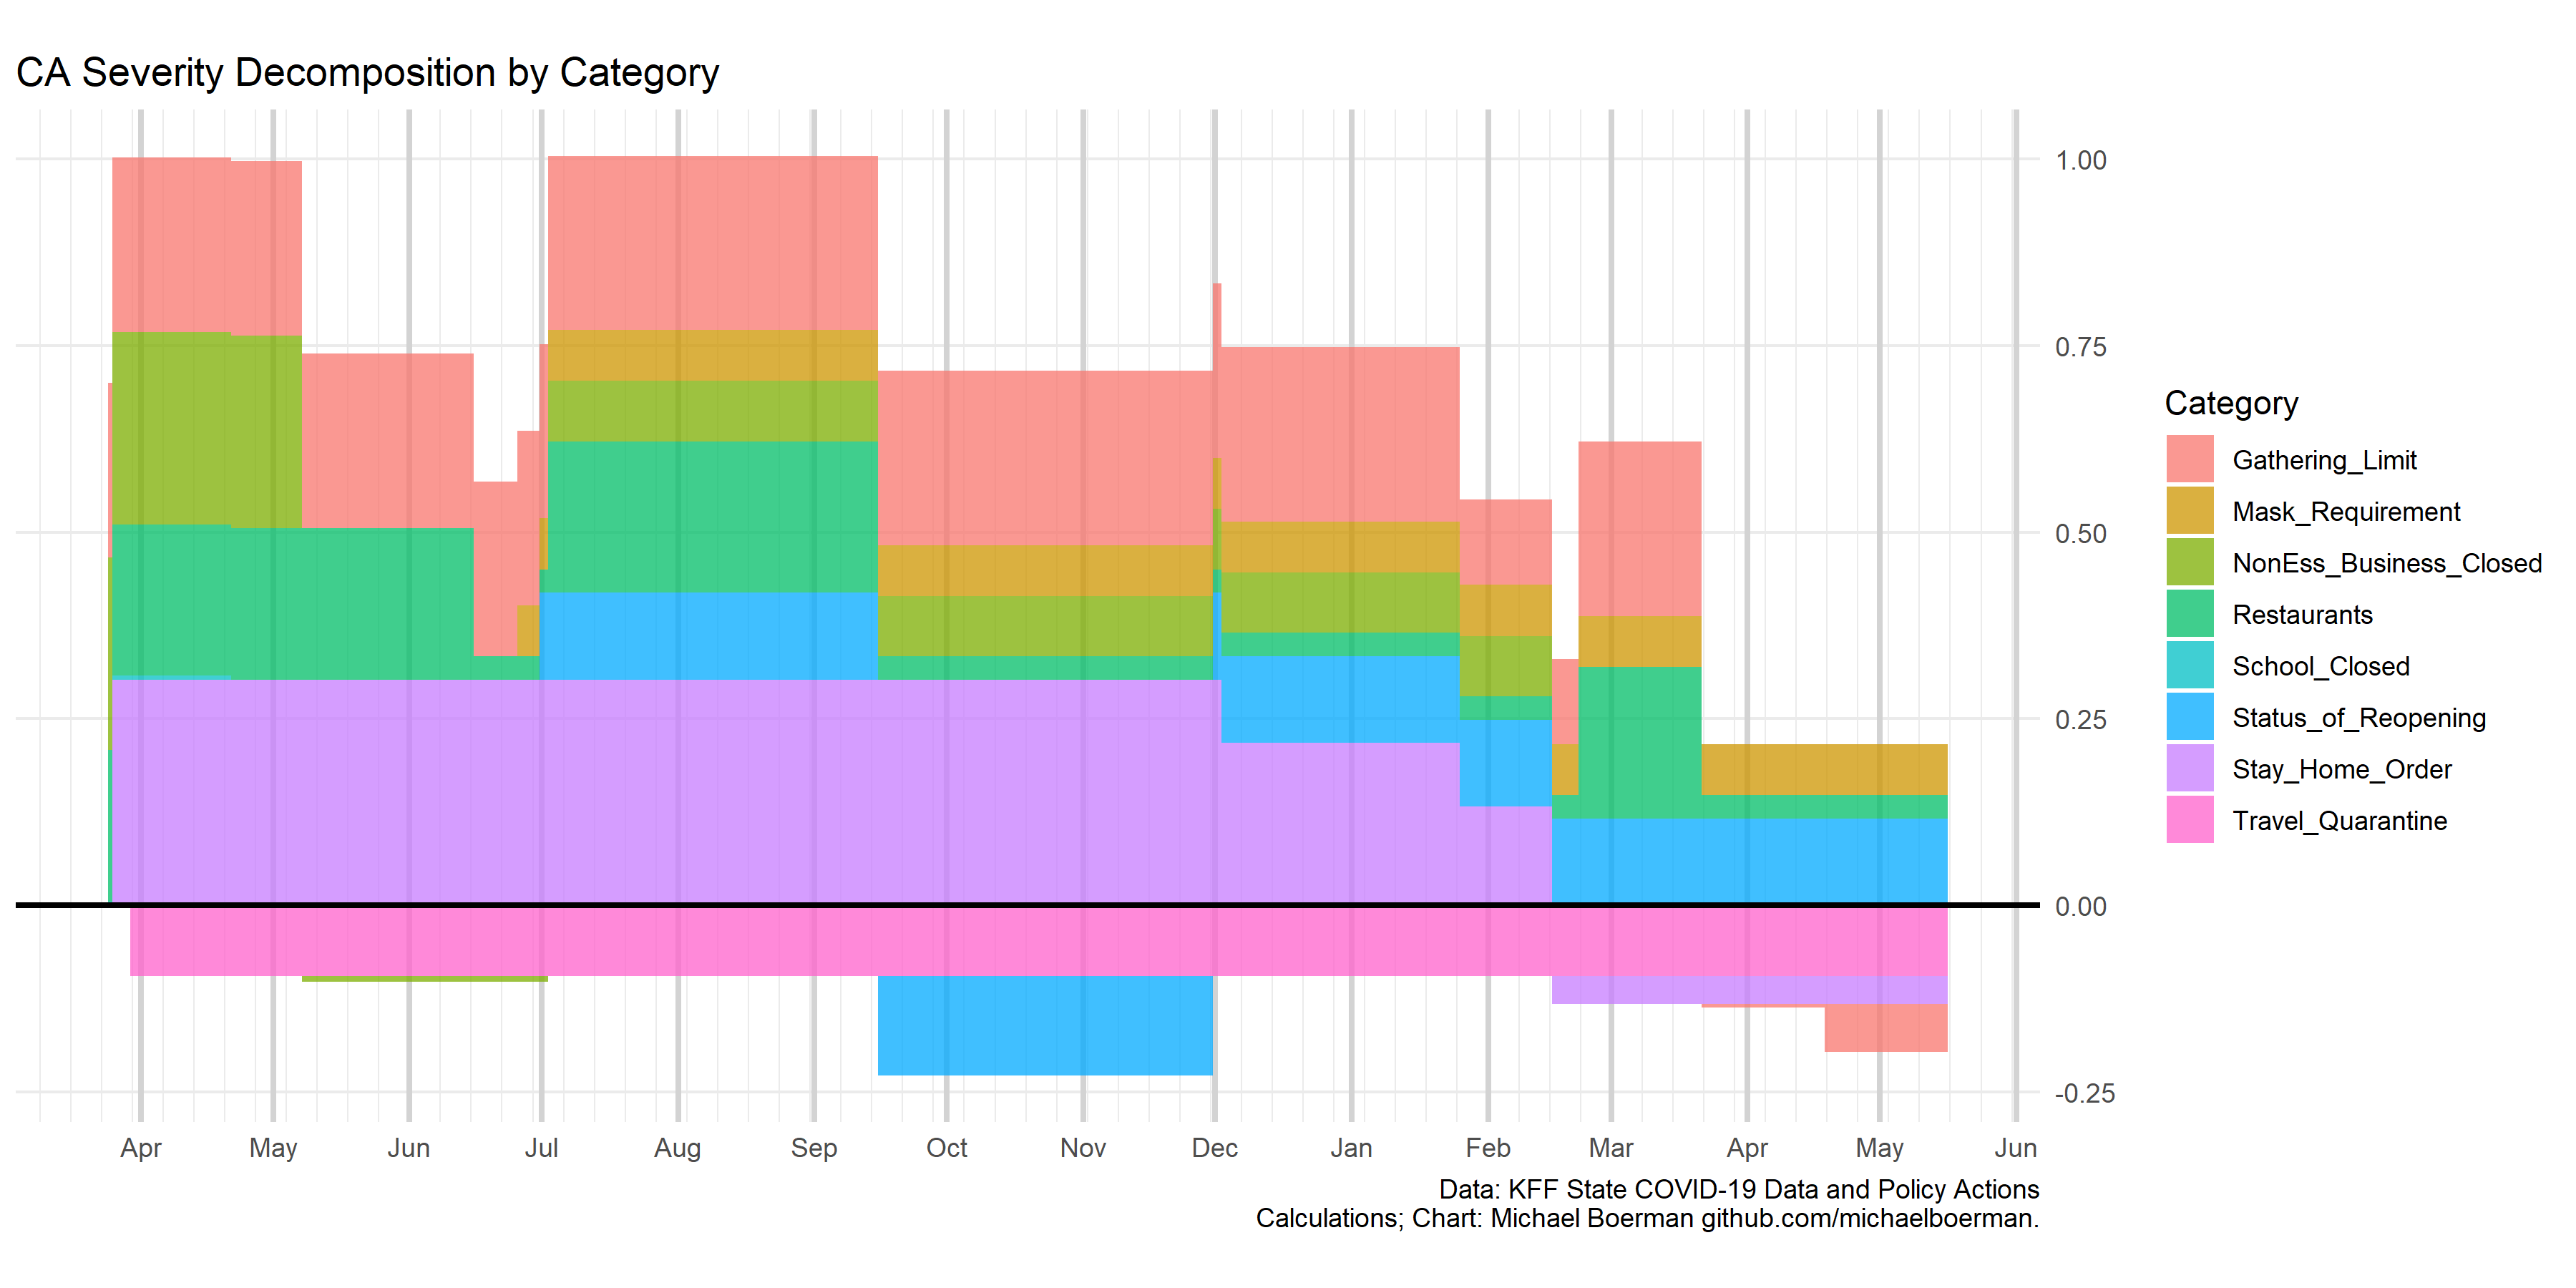 CA Severity Decomposition by Category
1.00
0.75
0.50
0.25
0.00
-0.25
Apr May Jun Jul Aug Sep Oct Nov Dec Jan Feb Mar Apr May Jun
Category
Gathering_Limit
Mask_Requirement
NonEss_Business_Closed
Restaurants
School_Closed
Status_of_Reopening
Stay_Home_Order
Travel_Quarantine
Data: KFF State COVID-19 Data and Policy Actions
Calculations; Chart: Michael Boerman github.com/michaelboerman.